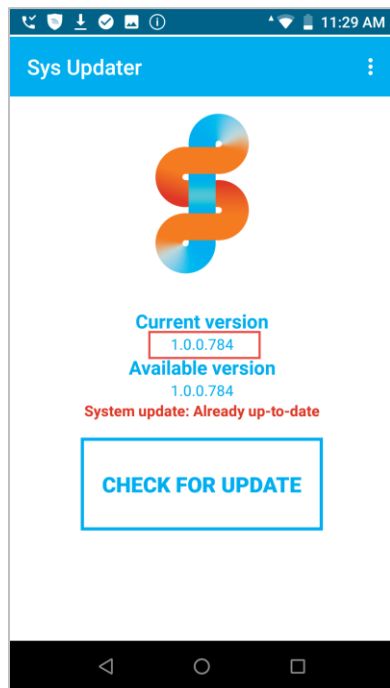 11:29 AM
Sys Updater
Current version
1.0.0.784
Available version
1.0.0.784
System update: Already up-to-date
CHECK FOR UPDATE